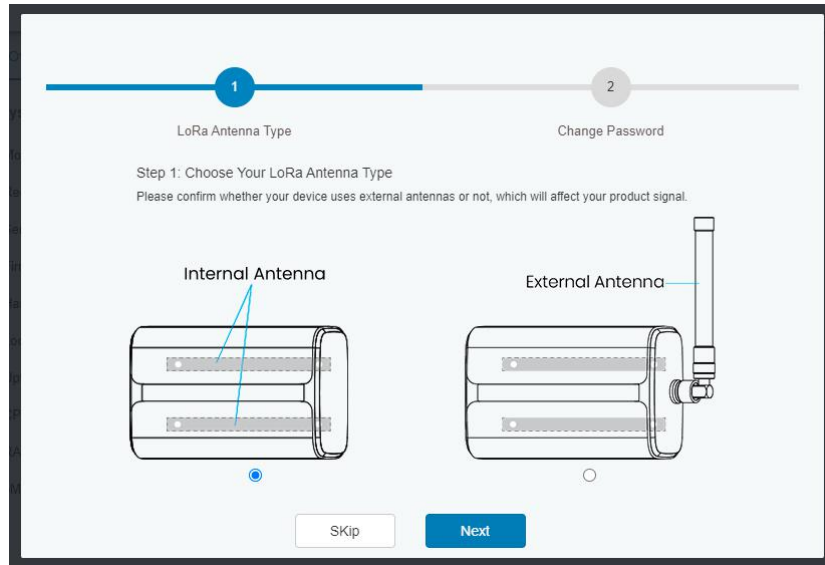 1
2
LoRa Antenna Type
Change Password
Step 1: Choose Your LoRa Antenna Type
Please confirm whether your device uses external antennas or not, which will affect your product signal.
Internal Antenna
External Antenna
SKip
Next